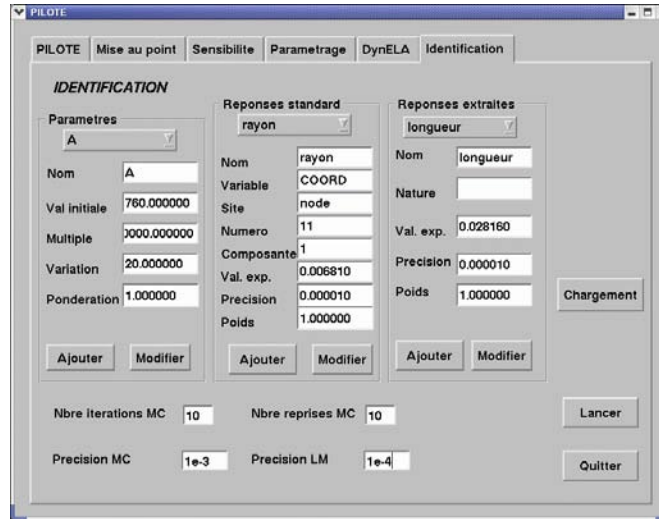 PILOTE
PILOTE Mise au point Sensibilite Parametrage DynELA Identification
IDENTIFICATION
Parametres
A
Nom A
Val initiale 760.000000
Multiple 0000.000000
Variation 20.000000
Ponderation 1.000000
Ajouter Modifier
Reponses standard
rayon
Nom rayon
Variable COORD
Site node
Numero 11
Composante 1
Val. exp. 0.006810
Precision 0.000010
Poids 1.000000
Ajouter Modifier
Reponses extraites
longueur
Nom longueur
Nature
Val. exp. 0.028160
Precision 0.000010
Poids 1.000000
Ajouter Modifier
Chargement
Nbre iterations MC 10 Nbre reprises MC 10
Lancer
Precision MC 1e-3 Precision LM 1e-4
Quitter